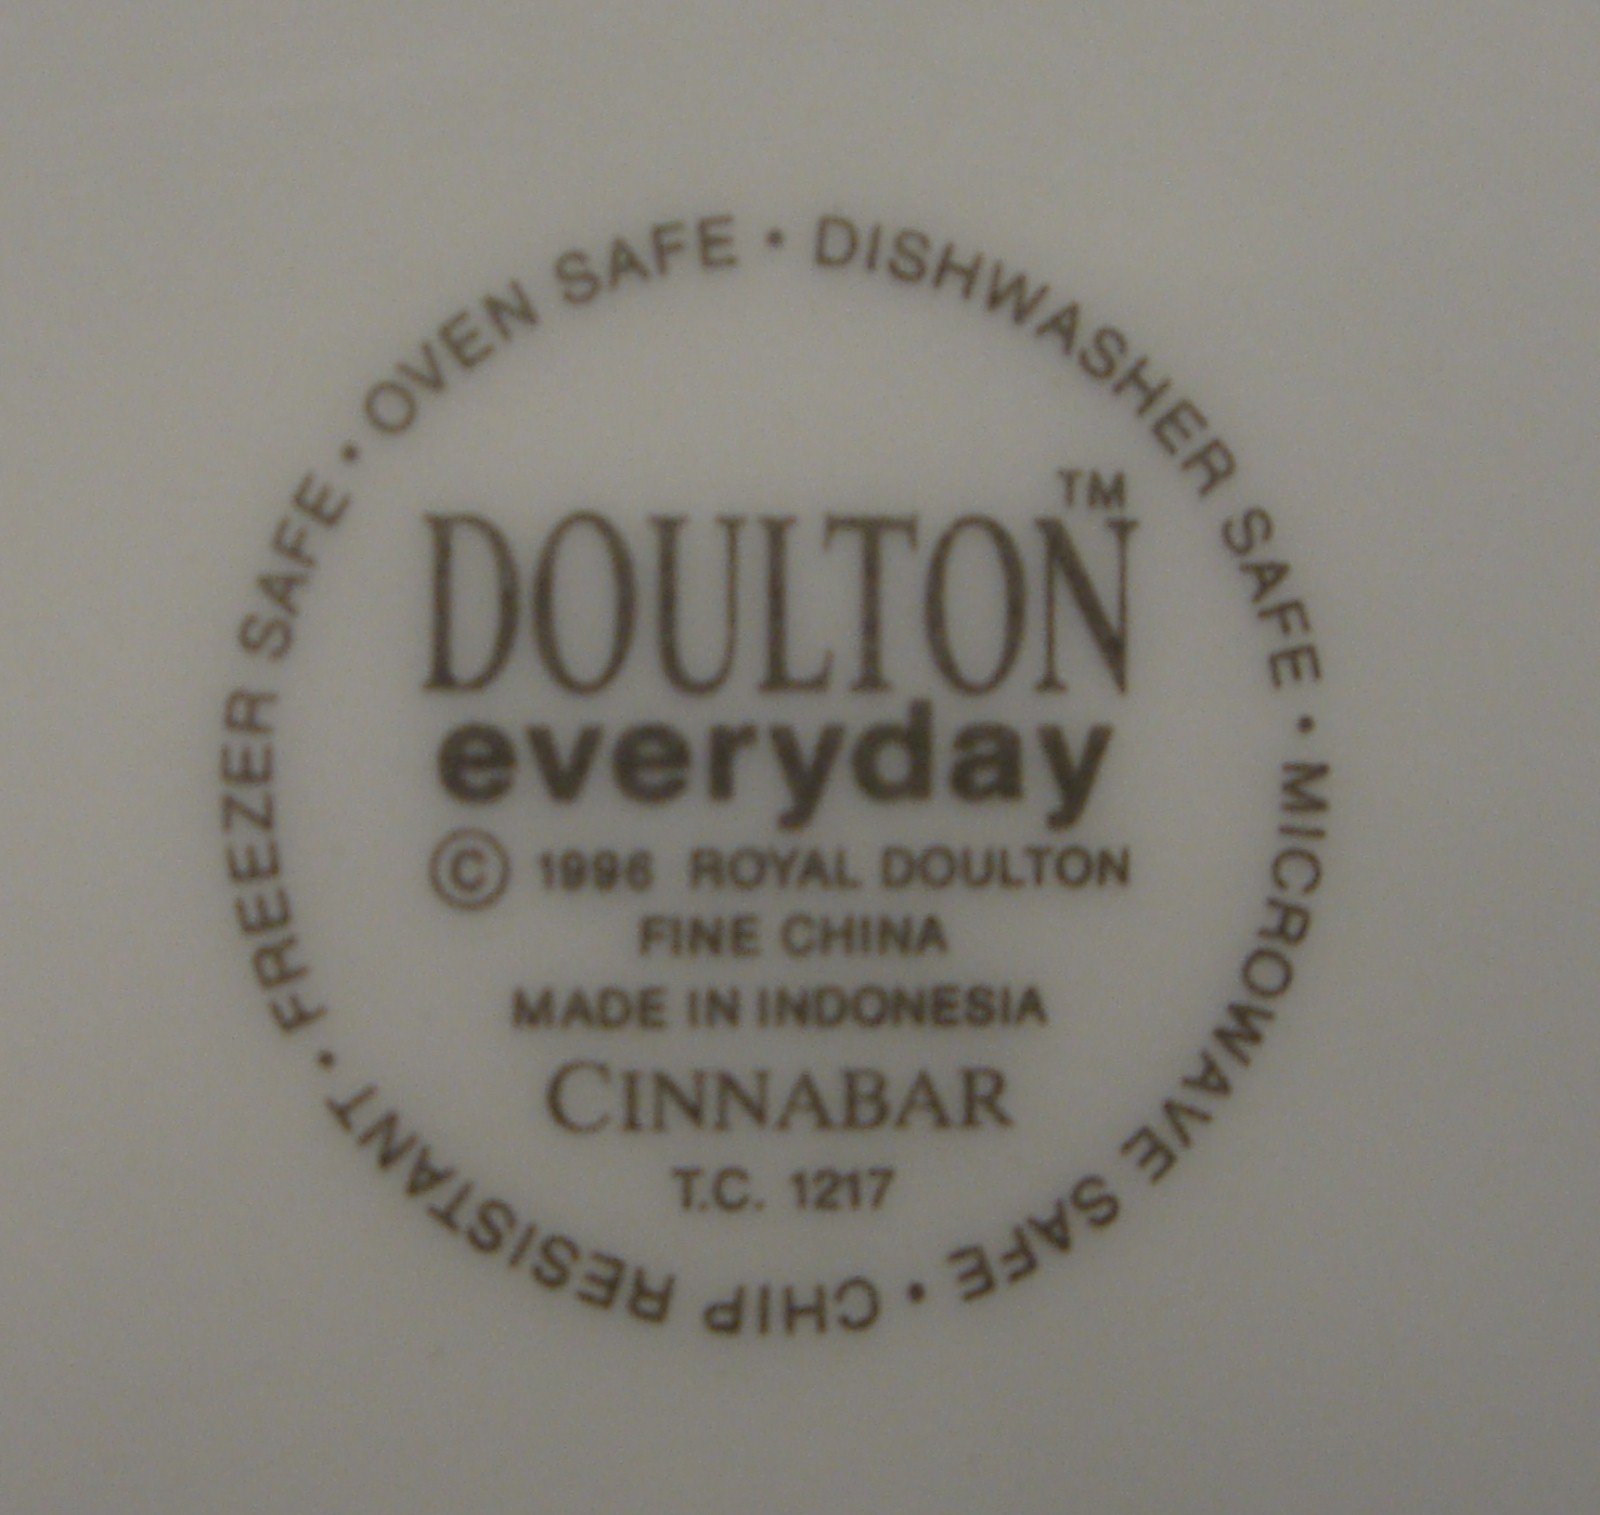 OVEN SAFE • DISHWASHER SAFE • MICROWAVE SAFE • CHIP RESISTANT • FREEZER SAFE •
DOULTON™
everyday
© 1996 ROYAL DOULTON
FINE CHINA
MADE IN INDONESIA
CINNABAR
T.C. 1217